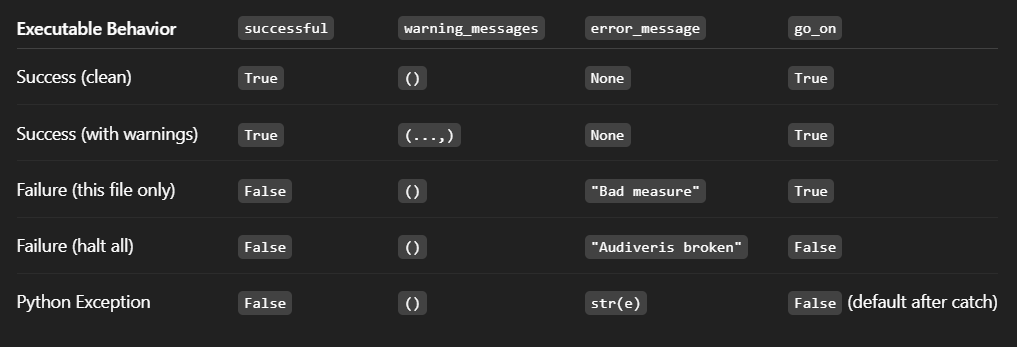 Executable Behavior successful warning_messages error_message go_on
Success (clean) True () None True
Success (with warnings) True (...,) None True
Failure (this file only) False () "Bad measure" True
Failure (halt all) False () "Audiveris broken" False
Python Exception False () str(e) False (default after catch)